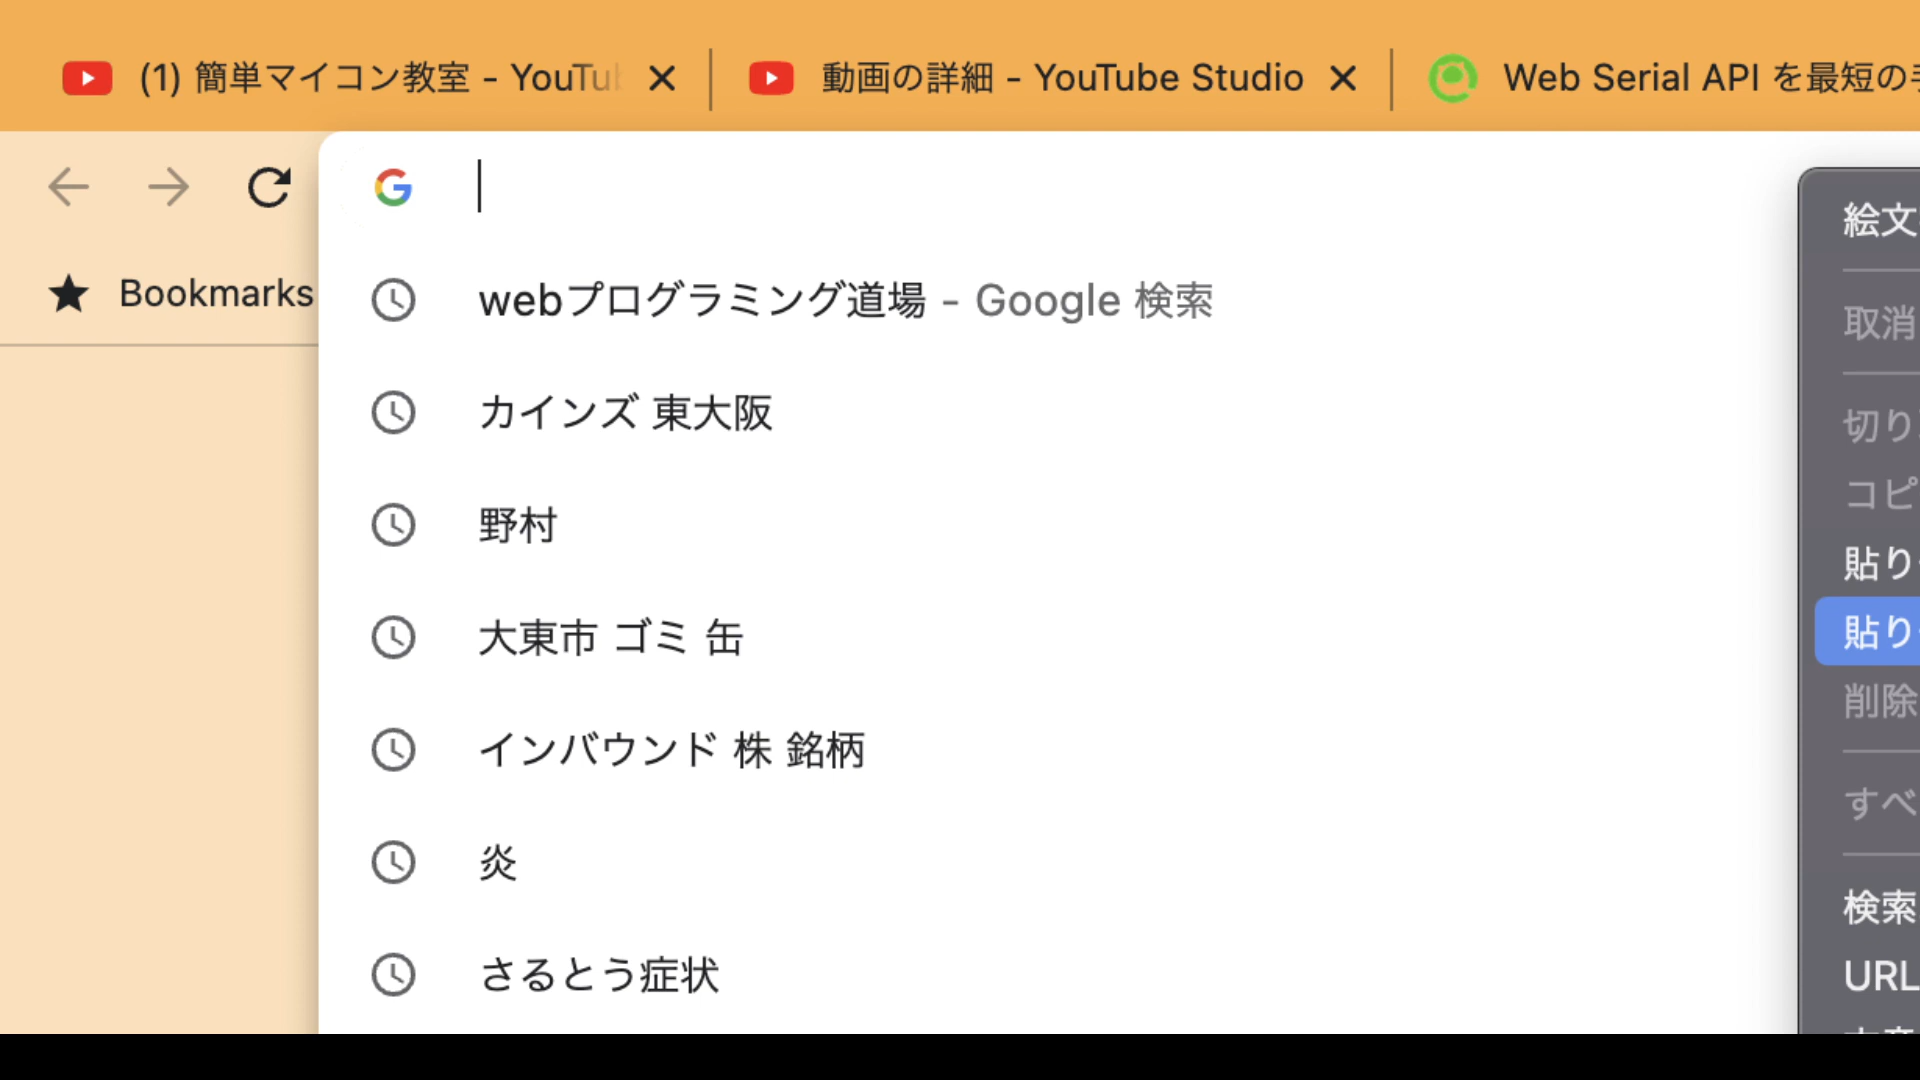 (1) 簡単マイコン教室 - YouTub
動画の詳細 - YouTube Studio
Web Serial API を最短の
Bookmarks
webプログラミング道場 - Google 検索
カインズ 東大阪
野村
大東市 ゴミ 缶
インバウンド 株 銘柄
炎
さるとう症状
絵文
取消
切り
コピ
貼り
貼り
削除
すべ
検索
URL